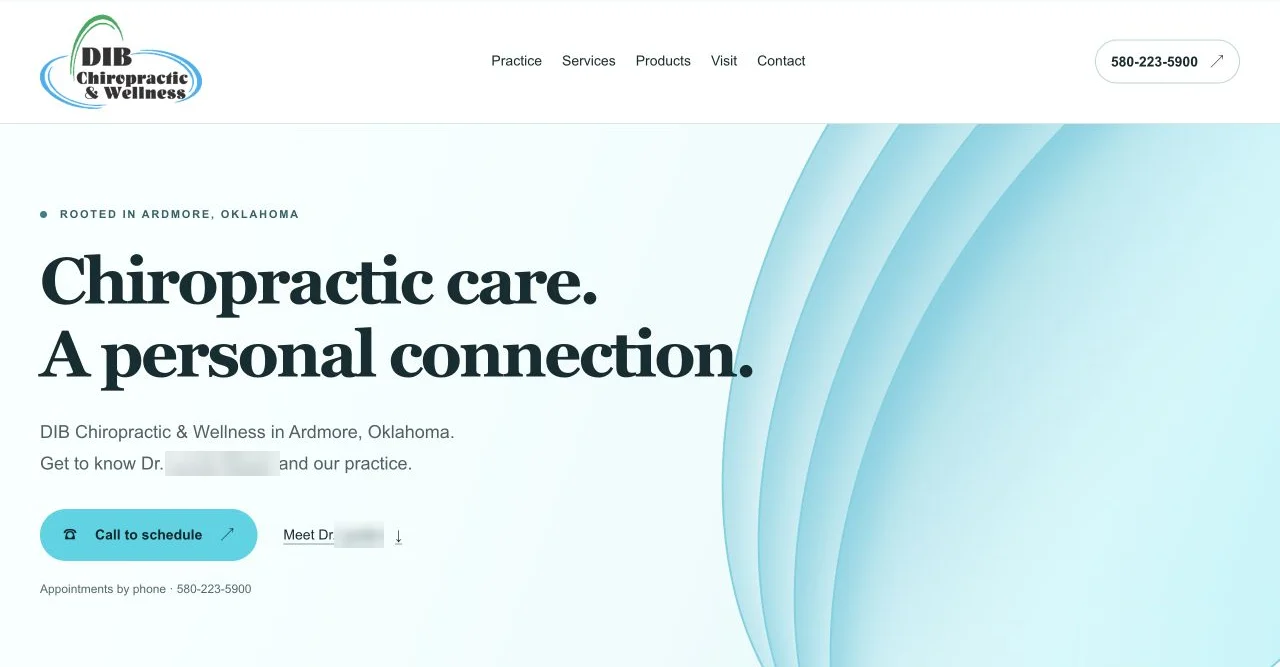 DIB
Chiropractic
& Wellness
Practice Services Products Visit Contact
580-223-5900 ↗
ROOTED IN ARDMORE, OKLAHOMA
Chiropractic care.
A personal connection.
DIB Chiropractic & Wellness in Ardmore, Oklahoma.
Get to know Dr. and our practice.
☎ Call to schedule ↗
Meet Dr. ↓
Appointments by phone · 580-223-5900